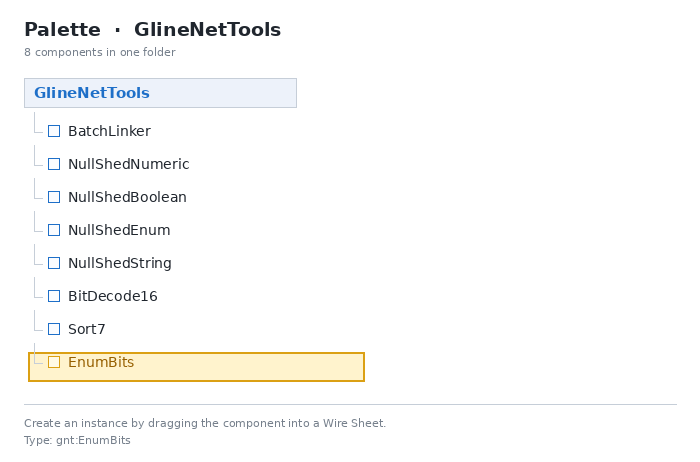 Palette · GlineNetTools
8 components in one folder
GlineNetTools
BatchLinker
NullShedNumeric
NullShedBoolean
NullShedEnum
NullShedString
BitDecode16
Sort7
EnumBits
Create an instance by dragging the component into a Wire Sheet.
Type: gnt:EnumBits